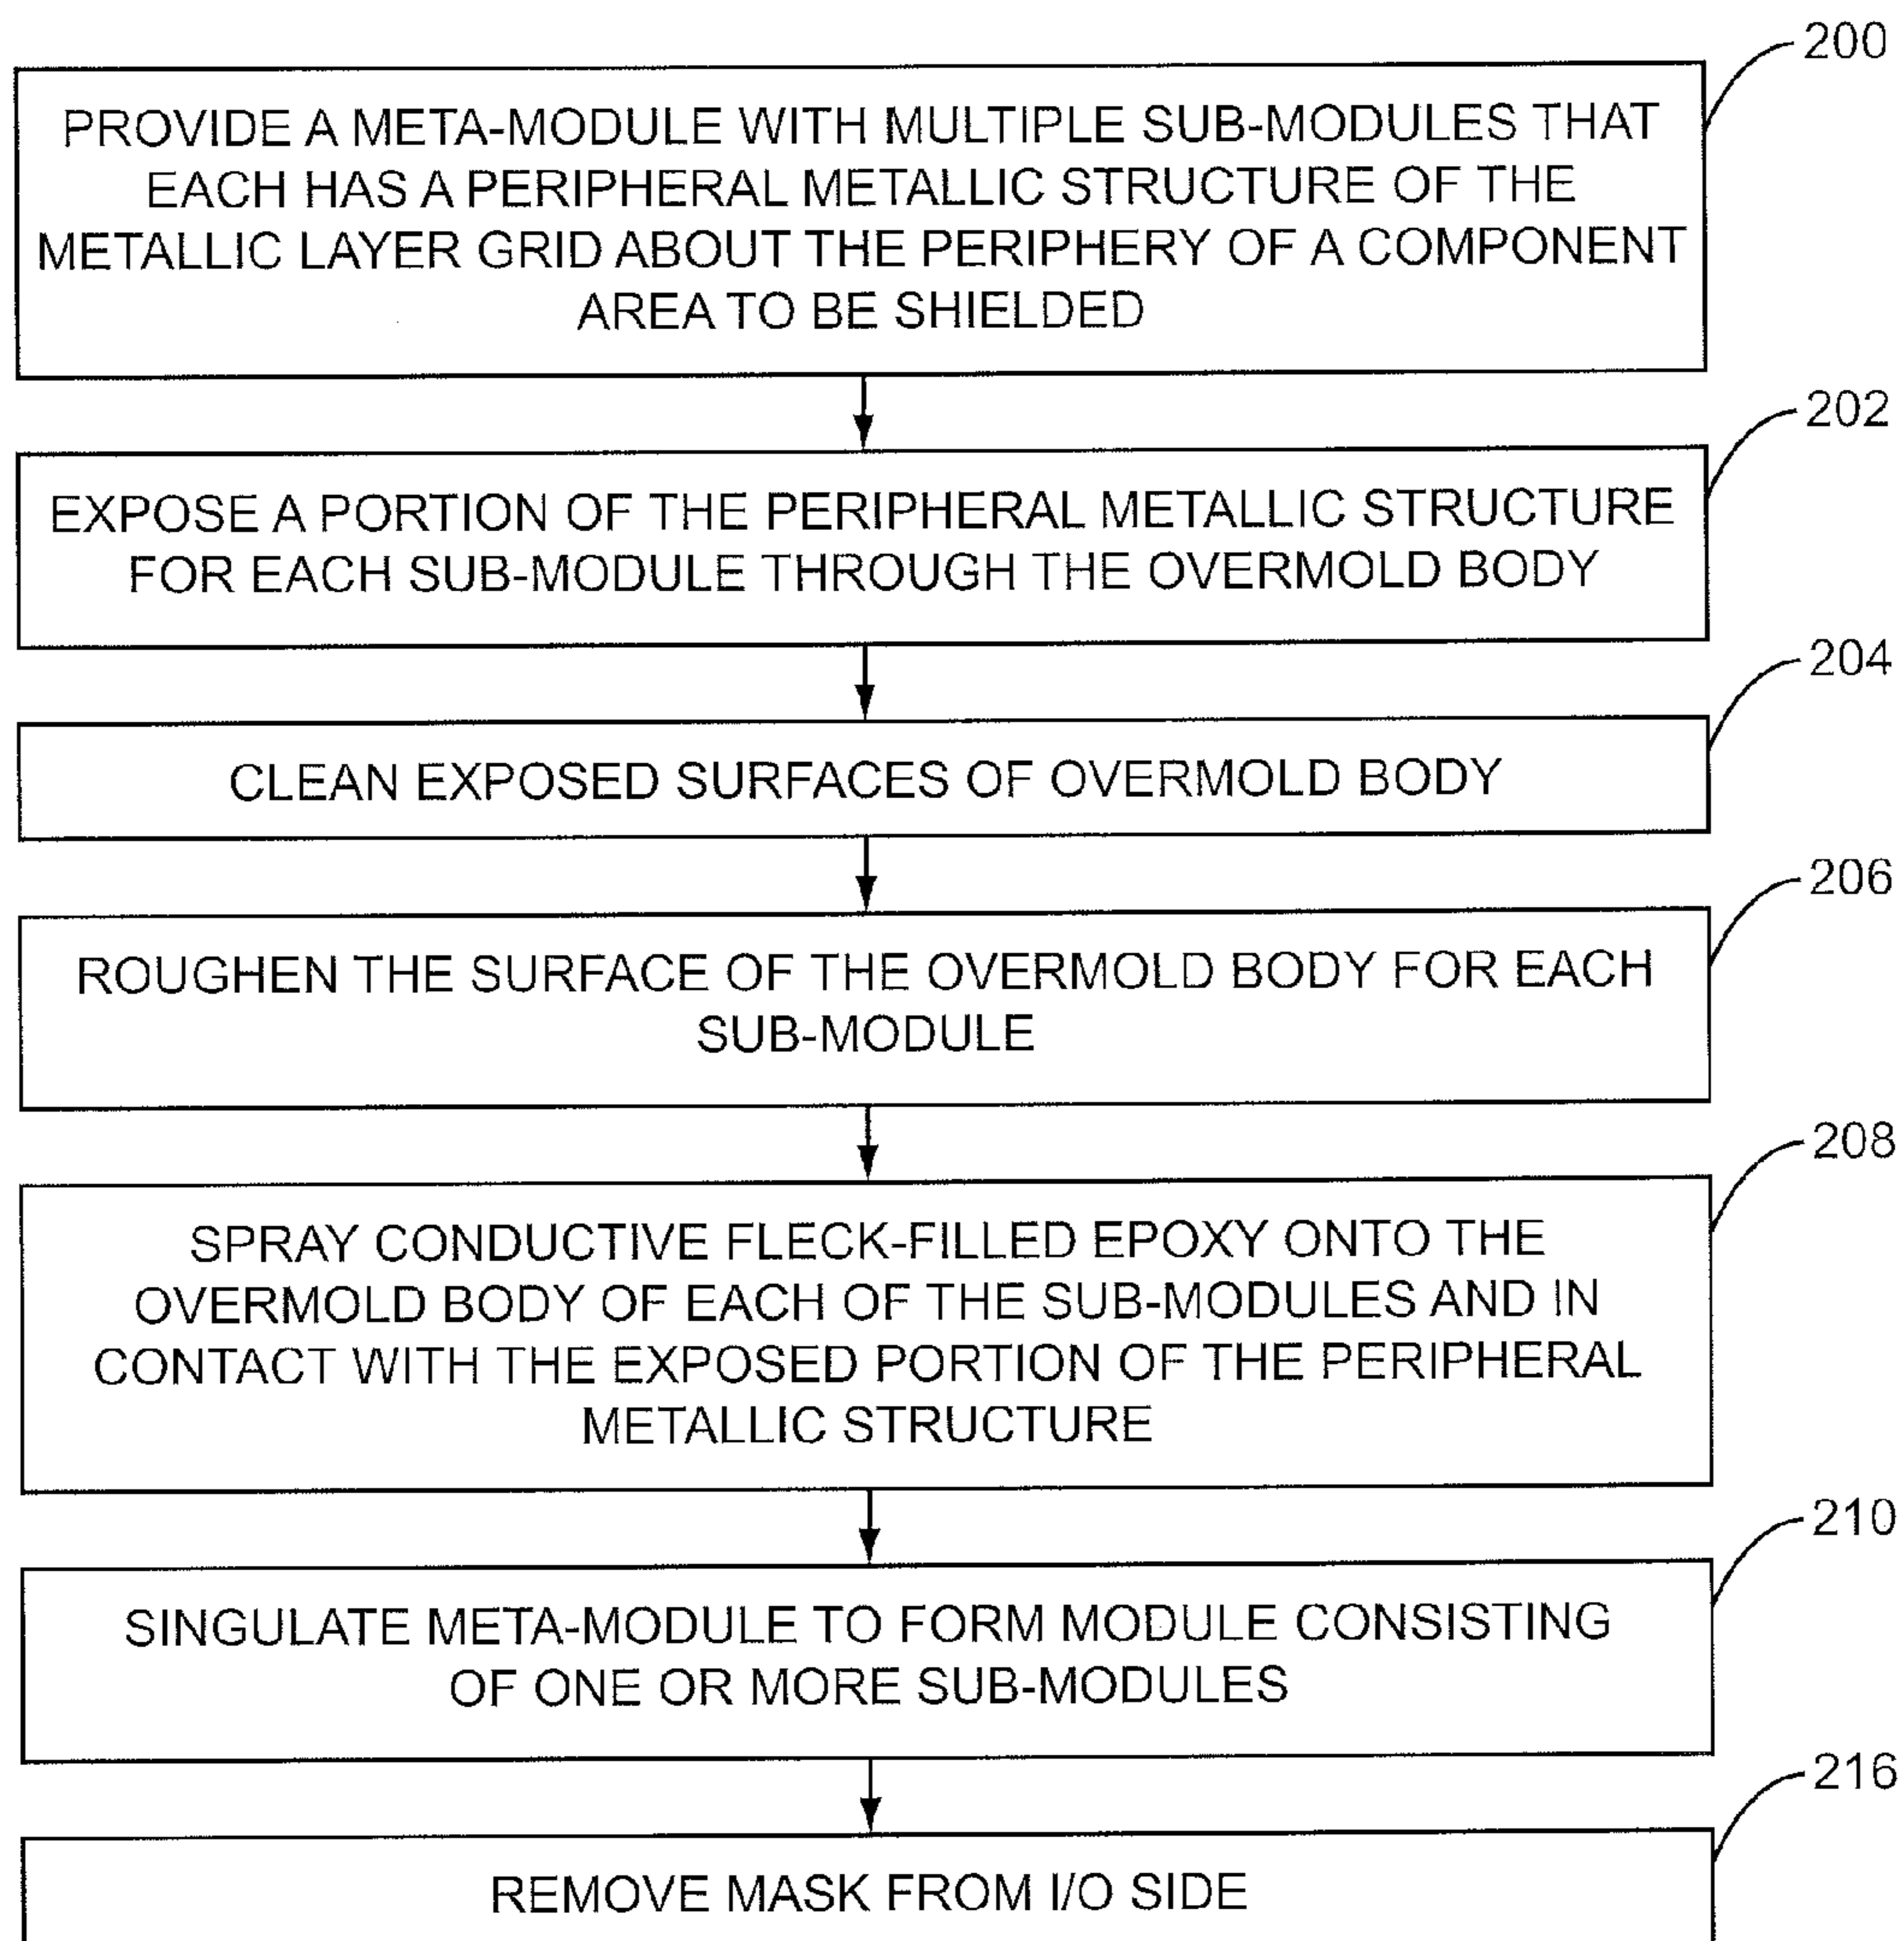 200
PROVIDE A META-MODULE WITH MULTIPLE SUB-MODULES THAT
EACH HAS A PERIPHERAL METALLIC STRUCTURE OF THE
METALLIC LAYER GRID ABOUT THE PERIPHERY OF A COMPONENT
AREA TO BE SHIELDED
202
EXPOSE A PORTION OF THE PERIPHERAL METALLIC STRUCTURE
FOR EACH SUB-MODULE THROUGH THE OVERMOLD BODY
204
CLEAN EXPOSED SURFACES OF OVERMOLD BODY
206
ROUGHEN THE SURFACE OF THE OVERMOLD BODY FOR EACH
SUB-MODULE
208
SPRAY CONDUCTIVE FLECK-FILLED EPOXY ONTO THE
OVERMOLD BODY OF EACH OF THE SUB-MODULES AND IN
CONTACT WITH THE EXPOSED PORTION OF THE PERIPHERAL
METALLIC STRUCTURE
210
SINGULATE META-MODULE TO FORM MODULE CONSISTING
OF ONE OR MORE SUB-MODULES
216
REMOVE MASK FROM I/O SIDE